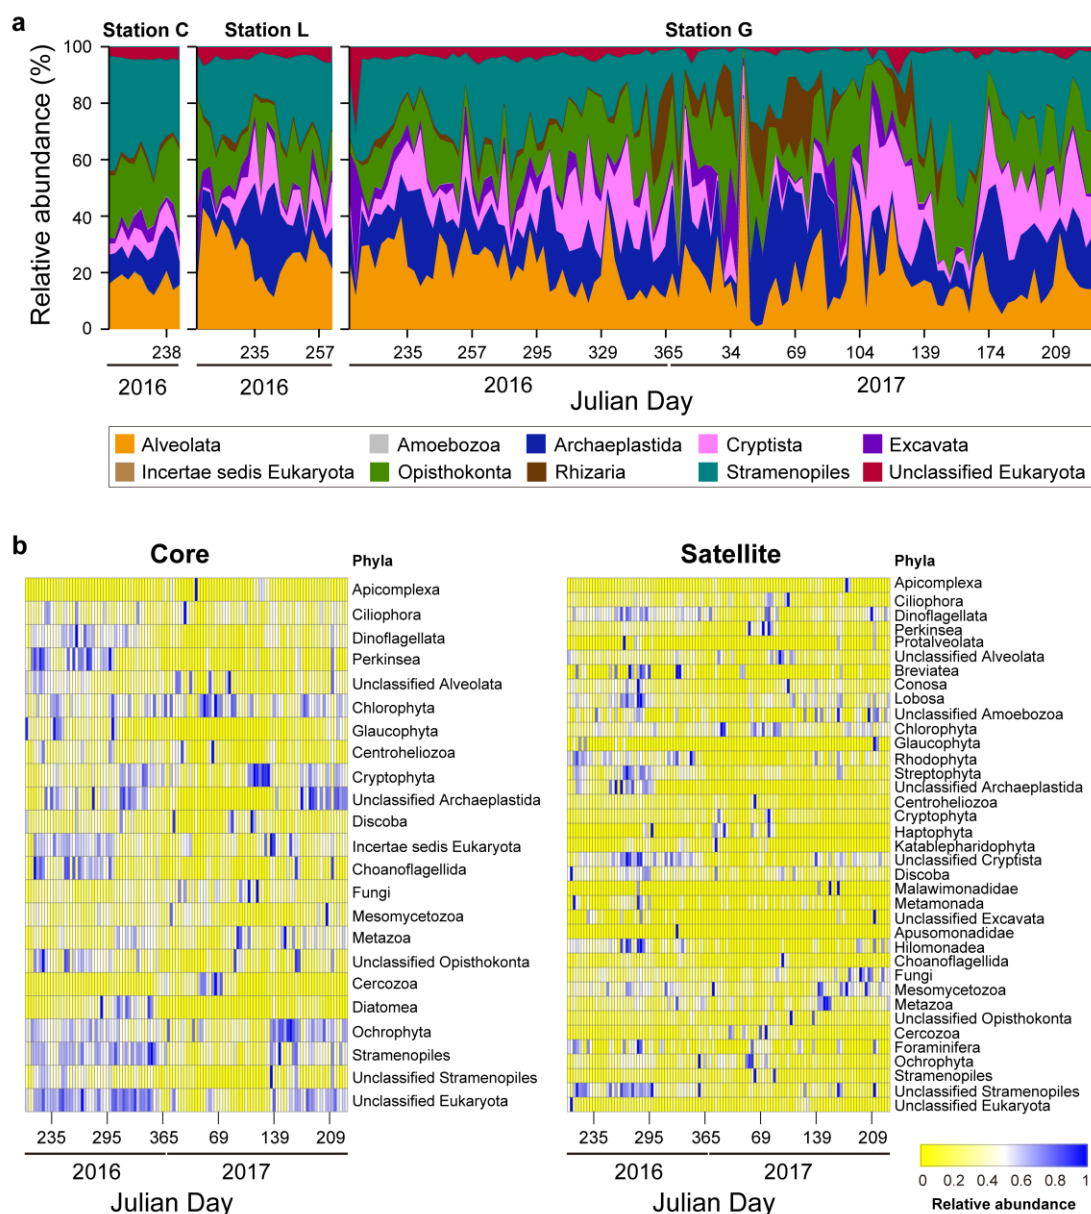 a
Station C Station L Station G
Relative abundance (%)
100
80
60
40
20
0
238 235 257 235 257 295 329 365 34 69 104 139 174 209
2016 2016 2016 2017
Julian Day
Alveolata Amoebozoa Archaeplastida Cryptista Excavata
Incertae sedis Eukaryota Opisthokonta Rhizaria Stramenopiles Unclassified Eukaryota
b
Core Phyla
Apicomplexa
Ciliophora
Dinoflagellata
Perkinsea
Unclassified Alveolata
Chlorophyta
Glaucophyta
Centroheliozoa
Cryptophyta
Unclassified Archaeplastida
Discoba
Incertae sedis Eukaryota
Choanoflagellida
Fungi
Mesomycetozoa
Metazoa
Unclassified Opisthokonta
Cercozoa
Diatomea
Ochrophyta
Stramenopiles
Unclassified Stramenopiles
Unclassified Eukaryota
235 295 365 69 139 209
2016 2017
Julian Day
Satellite Phyla
Apicomplexa
Ciliophora
Dinoflagellata
Perkinsea
Protalveolata
Unclassified Alveolata
Breviatea
Conosa
Lobosa
Unclassified Amoebozoa
Chlorophyta
Glaucophyta
Rhodophyta
Streptophyta
Unclassified Archaeplastida
Centroheliozoa
Cryptophyta
Haptophyta
Katablepharidophyta
Unclassified Cryptista
Discoba
Malawimonadidae
Metamonada
Unclassified Excavata
Apusomonadidae
Hilomonadea
Choanoflagellida
Fungi
Mesomycetozoa
Metazoa
Unclassified Opisthokonta
Cercozoa
Foraminifera
Ochrophyta
Stramenopiles
Unclassified Stramenopiles
Unclassified Eukaryota
235 295 365 69 139 209
2016 2017
Julian Day
0 0.2 0.4 0.6 0.8 1
Relative abundance